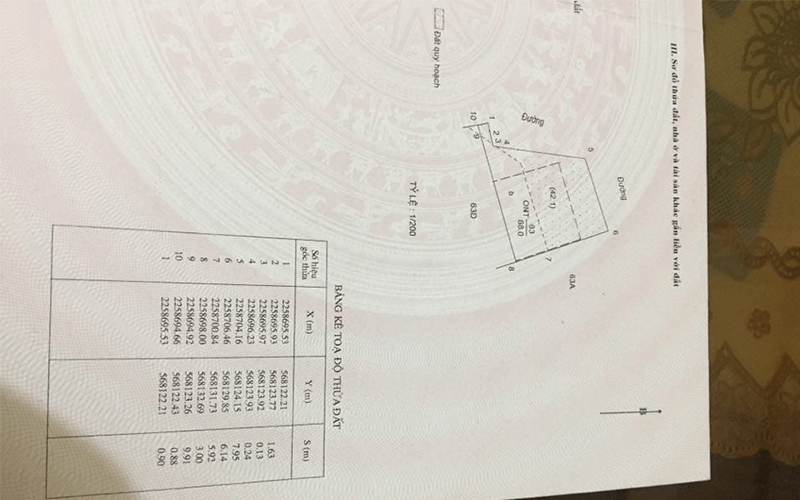 III. Sơ đồ thửa đất, nhà ở và tài sản khác gắn liền với đất
đất
Đất quy hoạch
B
Đường
Đường
1
2
3
4
5
6
7
8
9
10
(42.1)
ONT 63
68.0
b
63A
63D
TỶ LỆ : 1/200
BẢNG KÊ TOẠ ĐỘ THỬA ĐẤT
Số hiệu góc thửa X (m) Y (m) S (m)
1 2258695.53 568122.21
2 2258695.93 568123.77 1.63
3 2258695.97 568123.92 0.13
4 2258696.23 568123.93 0.24
5 2258704.16 568124.15 7.95
6 2258706.46 568129.85 6.14
7 2258700.84 568131.73 5.92
8 2258698.00 568132.69 3.00
9 2258694.92 568123.26 9.91
10 2258694.66 568122.43 0.88
1 2258695.53 568122.21 0.90